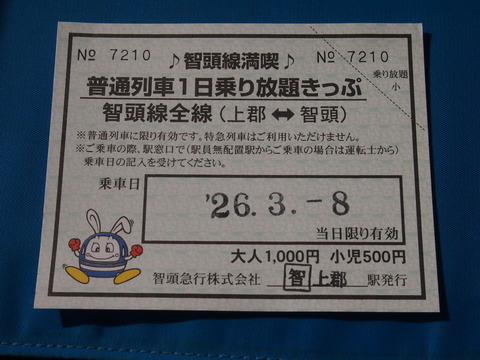 № 7210 ♪智頭線満喫♪ № 7210
普通列車1日乗り放題きっぷ
乗り放題
小
智頭線全線(上郡⬌智頭)
※普通列車に限り有効です。特急列車はご利用いただけません。
※ご乗車の際、駅窓口で(駅員無配置駅からご乗車の場合は運転士から)
乗車日の記入を受けてください。
乗車日
'26.3.-8
当日限り有効
大人1,000円 小児500円
智頭急行株式会社 智 上郡 駅発行